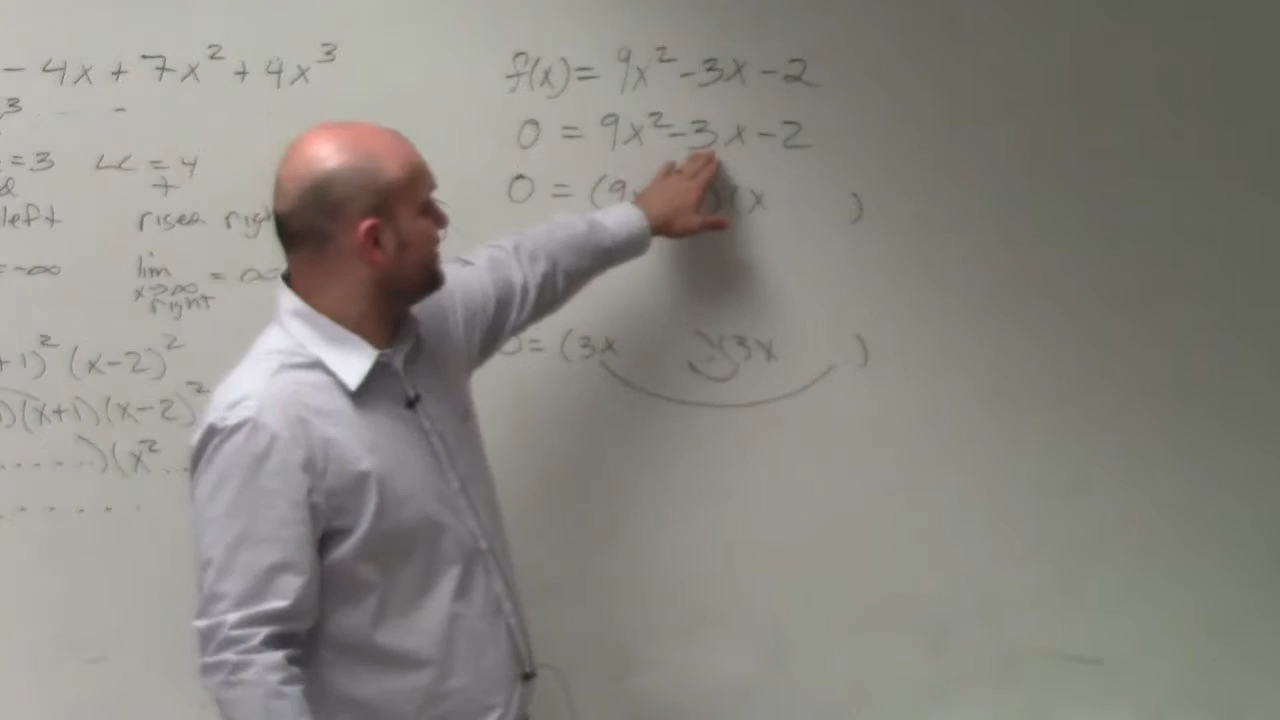 - 4x + 7x² + 4x³
3
= 3 LC = 4
+
left rises right
= -∞ lim = ∞
x→∞
right
+1)² (x-2)²
)(x+1)(x-2)²
. . . . . )(x² ..
. . . . . .
f(x) = 9x² - 3x - 2
0 = 9x² - 3x - 2
0 = (9x )(x )
0 = (3x )(3x )